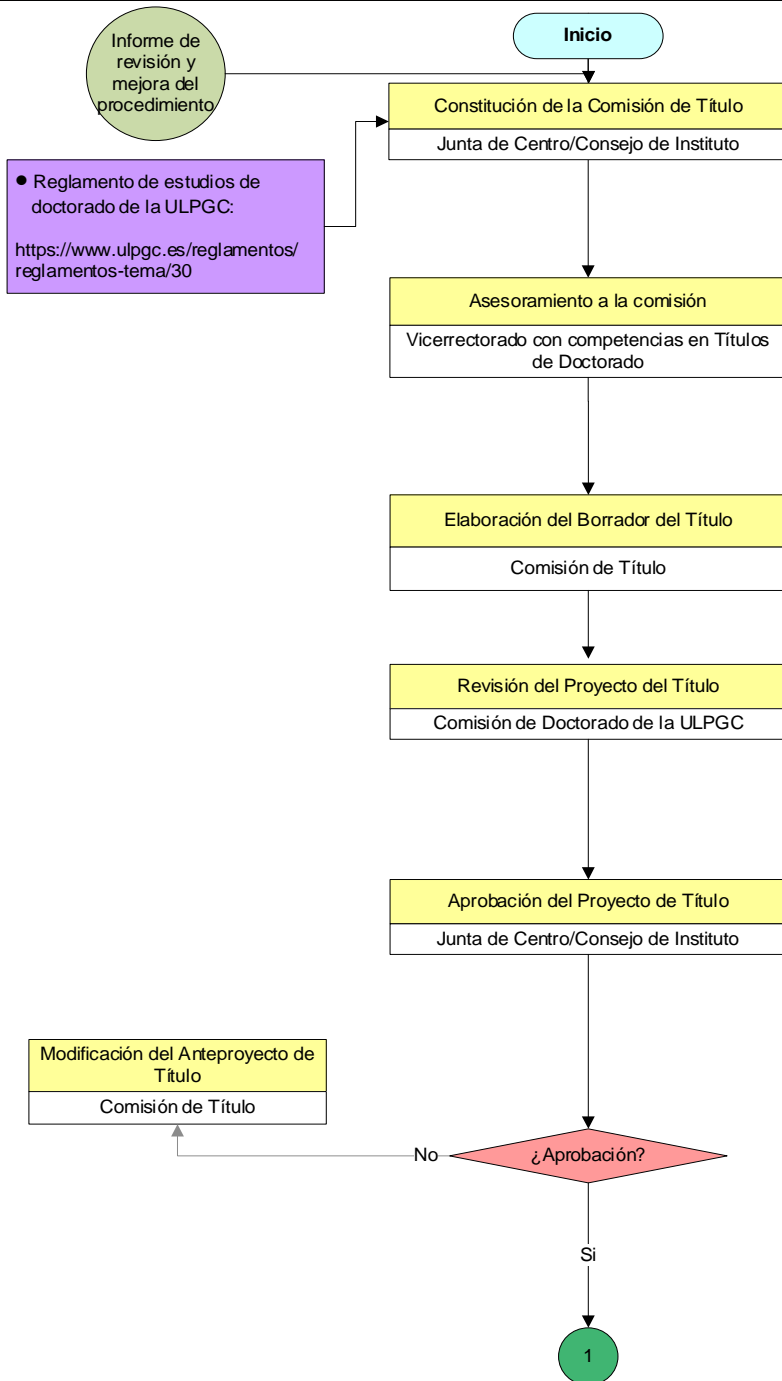 Informe de
revisión y
mejora del
procedimiento
Inicio
Constitución de la Comisión de Título
Junta de Centro/Consejo de Instituto
● Reglamento de estudios de
doctorado de la ULPGC:
https://www.ulpgc.es/reglamentos/
reglamentos-tema/30
Asesoramiento a la comisión
Vicerrectorado con competencias en Títulos
de Doctorado
Elaboración del Borrador del Título
Comisión de Título
Revisión del Proyecto del Título
Comisión de Doctorado de la ULPGC
Aprobación del Proyecto de Título
Junta de Centro/Consejo de Instituto
Modificación del Anteproyecto de
Título
Comisión de Título
No
¿Aprobación?
Si
1